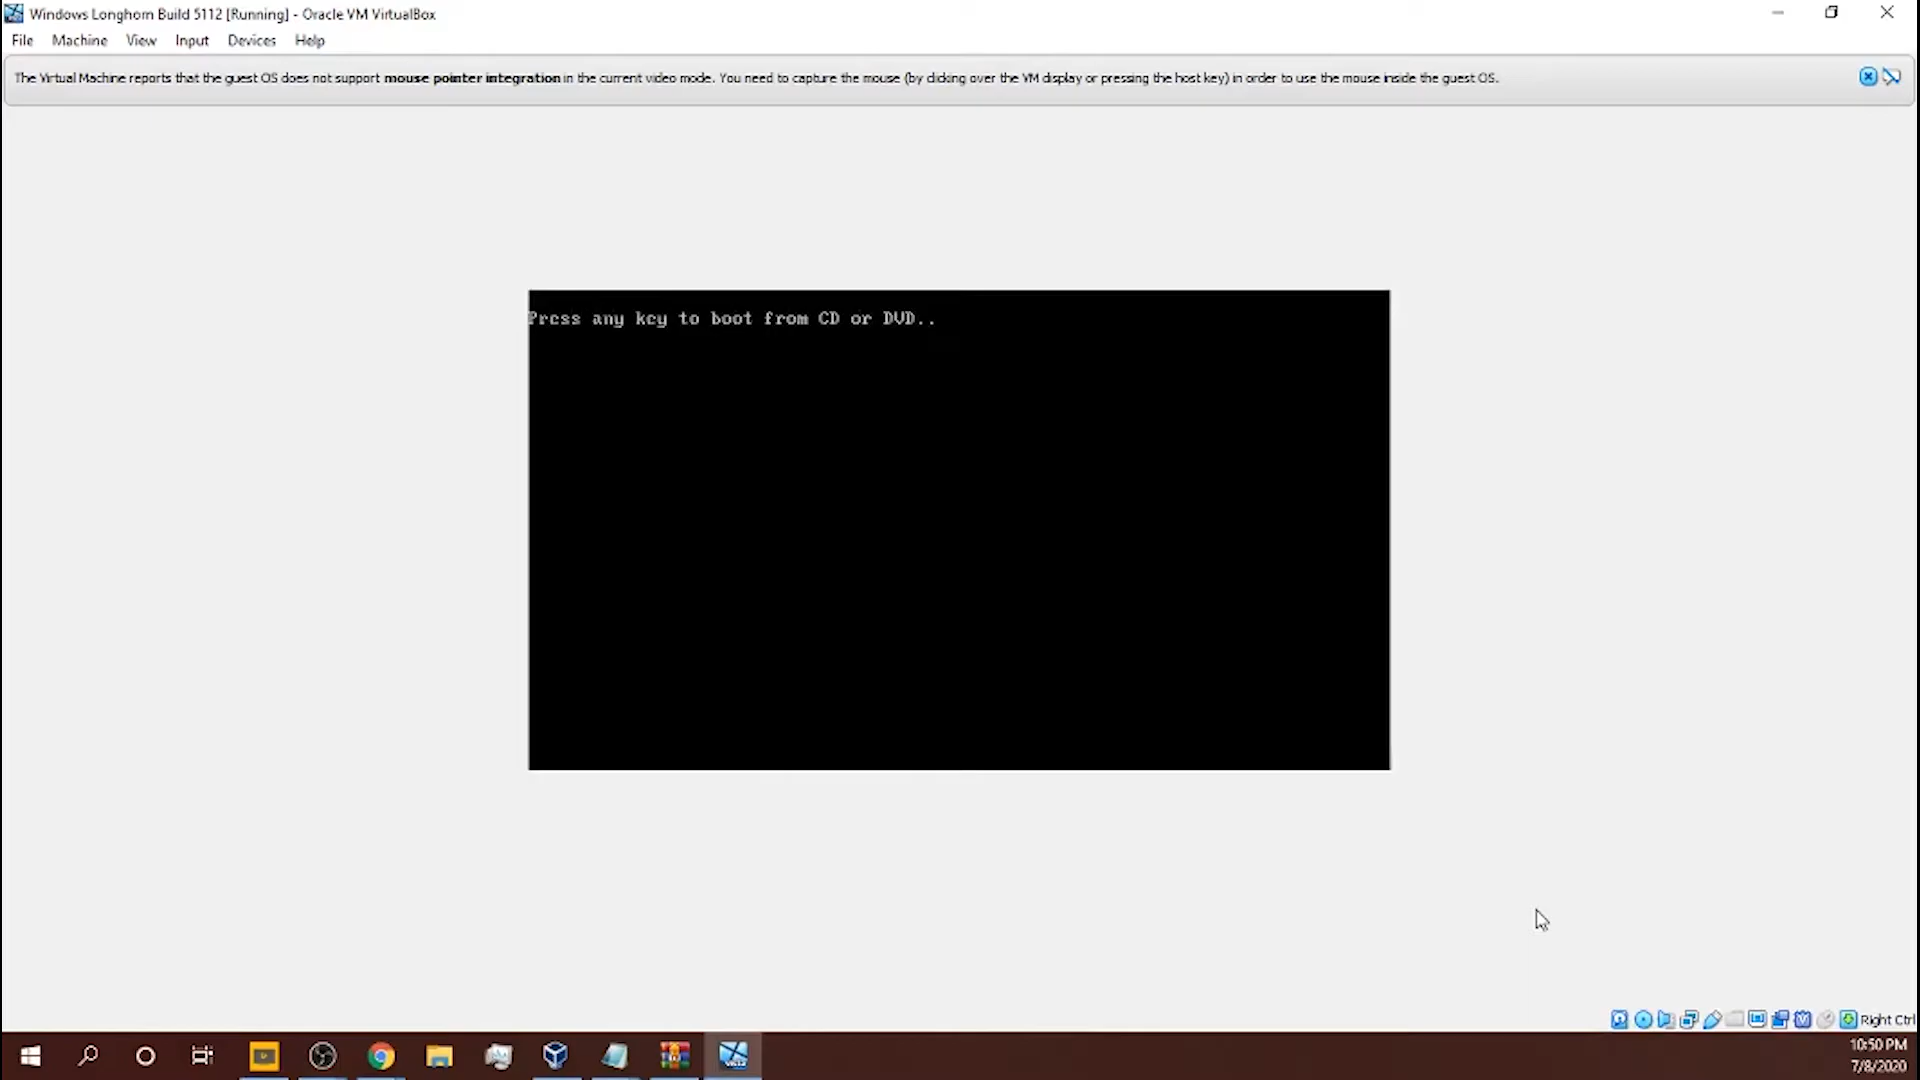 Windows Longhorn Build 5112 [Running] - Oracle VM VirtualBox
File Machine View Input Devices Help
The Virtual Machine reports that the guest OS does not support mouse pointer integration in the current video mode. You need to capture the mouse (by clicking over the VM display or pressing the host key) in order to use the mouse inside the guest OS.
Press any key to boot from CD or DVD..
Right Ctrl
10:50 PM
7/8/2020